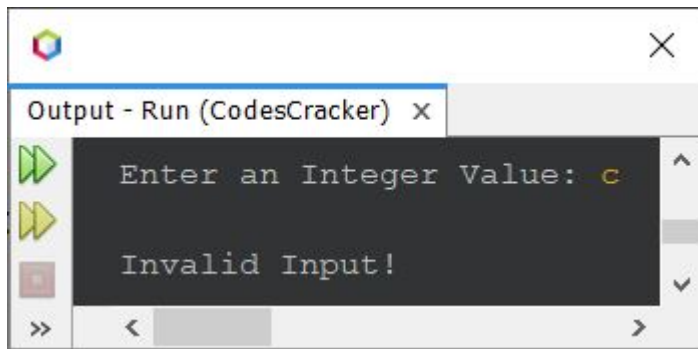 Output - Run (CodesCracker) x
Enter an Integer Value: c
Invalid Input!